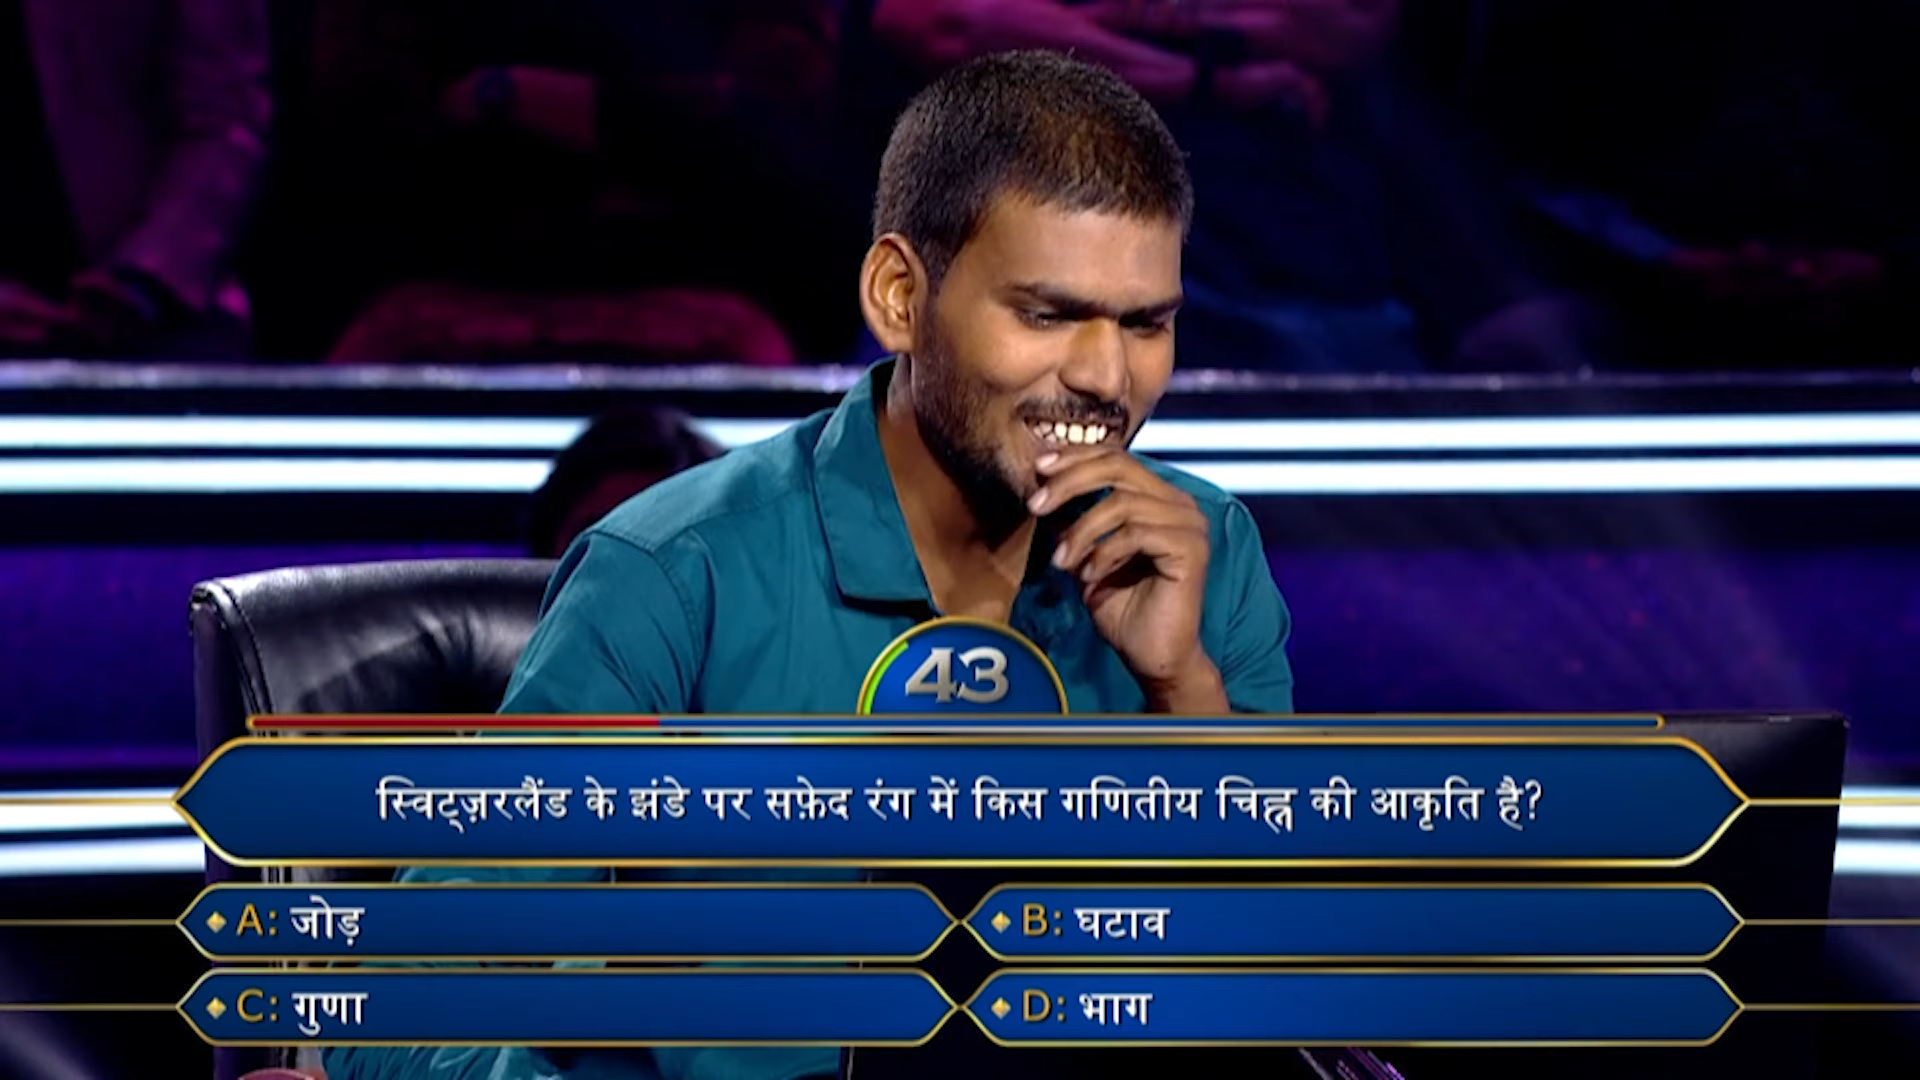 43
स्विट्ज़रलैंड के झंडे पर सफ़ेद रंग में किस गणितीय चिह्न की आकृति है?
A: जोड़
B: घटाव
C: गुणा
D: भाग